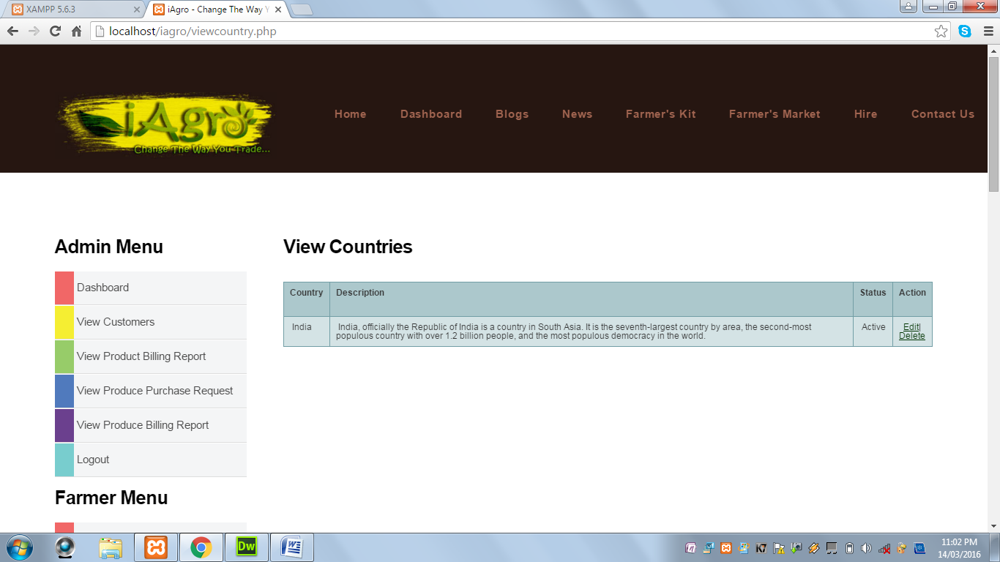 XAMPP 5.6.3
iAgro - Change The Way Y
localhost/iagro/viewcountry.php
iAgro
Change The Way You Trade...
Home Dashboard Blogs News Farmer's Kit Farmer's Market Hire Contact Us
Admin Menu
Dashboard
View Customers
View Product Billing Report
View Produce Purchase Request
View Produce Billing Report
Logout
Farmer Menu
View Countries
Country Description Status Action
India India, officially the Republic of India is a country in South Asia. It is the seventh-largest country by area, the second-most Active Edit|
populous country with over 1.2 billion people, and the most populous democracy in the world. Delete
Dw
W
K7
11:02 PM
14/03/2016